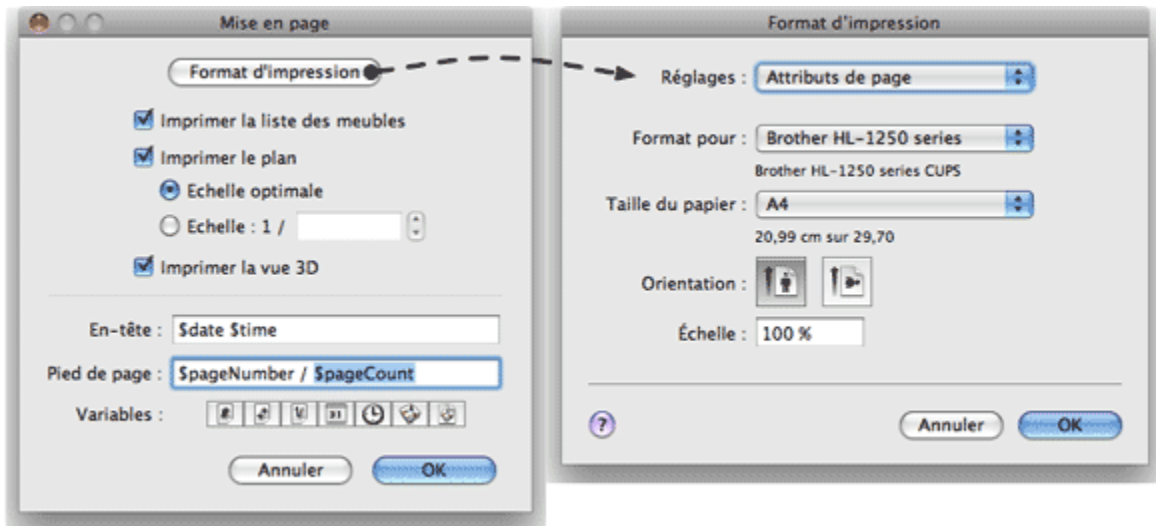 Mise en page
Format d'impression
Imprimer la liste des meubles
Imprimer le plan
Echelle optimale
Echelle : 1 /
Imprimer la vue 3D
En-tête : $date $time
Pied de page : $pageNumber / $pageCount
Variables :
31
Annuler OK
Format d'impression
Réglages : Attributs de page
Format pour : Brother HL-1250 series
Brother HL-1250 series CUPS
Taille du papier : A4
20,99 cm sur 29,70
Orientation :
Échelle : 100 %
? Annuler OK